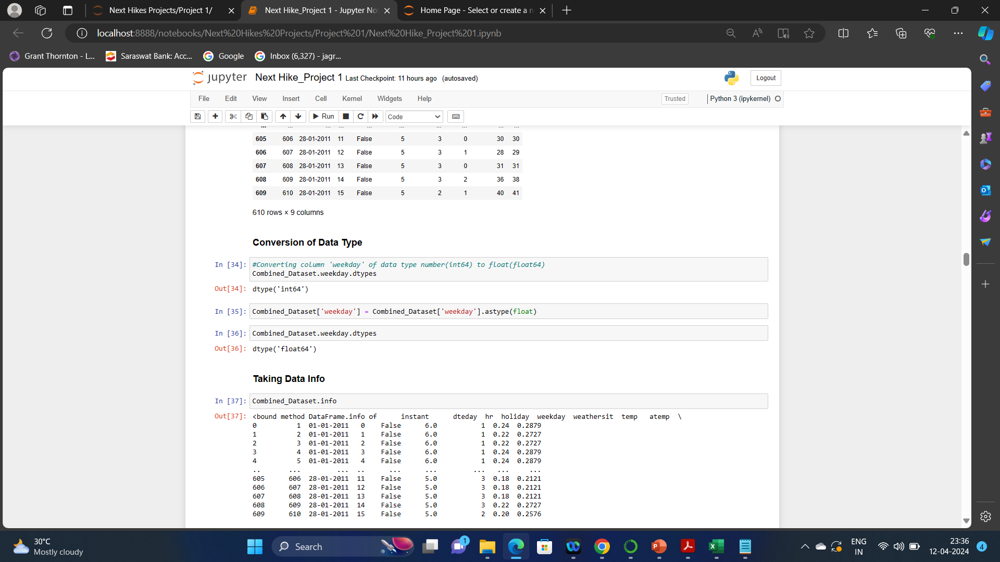 Next Hikes Projects/Project 1/
Next Hike_Project 1 - Jupyter No
Home Page - Select or create a n
localhost:8888/notebooks/Next%20Hikes%20Projects/Project%201/Next%20Hike_Project%201.ipynb
Grant Thornton - L...
Saraswat Bank: Acc...
Google
Inbox (6,327) - jagr...
jupyter
Next Hike_Project 1 Last Checkpoint: 11 hours ago (autosaved)
Logout
File Edit View Insert Cell Kernel Widgets Help
Trusted
Python 3 (ipykernel)
Run
Code
... ... ... ... ... ... ... ... ... ...
605 606 28-01-2011 11 False 5 3 0 30 30
606 607 28-01-2011 12 False 5 3 1 28 29
607 608 28-01-2011 13 False 5 3 0 31 31
608 609 28-01-2011 14 False 5 3 2 36 38
609 610 28-01-2011 15 False 5 2 1 40 41
610 rows × 9 columns
Conversion of Data Type
In [34]: #Converting column 'weekday' of data type number(int64) to float(float64)
Combined_Dataset.weekday.dtypes
Out[34]: dtype('int64')
In [35]: Combined_Dataset['weekday'] = Combined_Dataset['weekday'].astype(float)
In [36]: Combined_Dataset.weekday.dtypes
Out[36]: dtype('float64')
Taking Data Info
In [37]: Combined_Dataset.info
Out[37]: <bound method DataFrame.info of instant dteday hr holiday weekday weathersit temp atemp \
0 1 01-01-2011 0 False 6.0 1 0.24 0.2879
1 2 01-01-2011 1 False 6.0 1 0.22 0.2727
2 3 01-01-2011 2 False 6.0 1 0.22 0.2727
3 4 01-01-2011 3 False 6.0 1 0.24 0.2879
4 5 01-01-2011 4 False 6.0 1 0.24 0.2879
.. ... ... .. ... ... ... ... ...
605 606 28-01-2011 11 False 5.0 3 0.18 0.2121
606 607 28-01-2011 12 False 5.0 3 0.18 0.2121
607 608 28-01-2011 13 False 5.0 3 0.18 0.2121
608 609 28-01-2011 14 False 5.0 3 0.22 0.2727
609 610 28-01-2011 15 False 5.0 2 0.20 0.2576
30°C
Mostly cloudy
Search
1
ENG
IN
23:36
12-04-2024
4